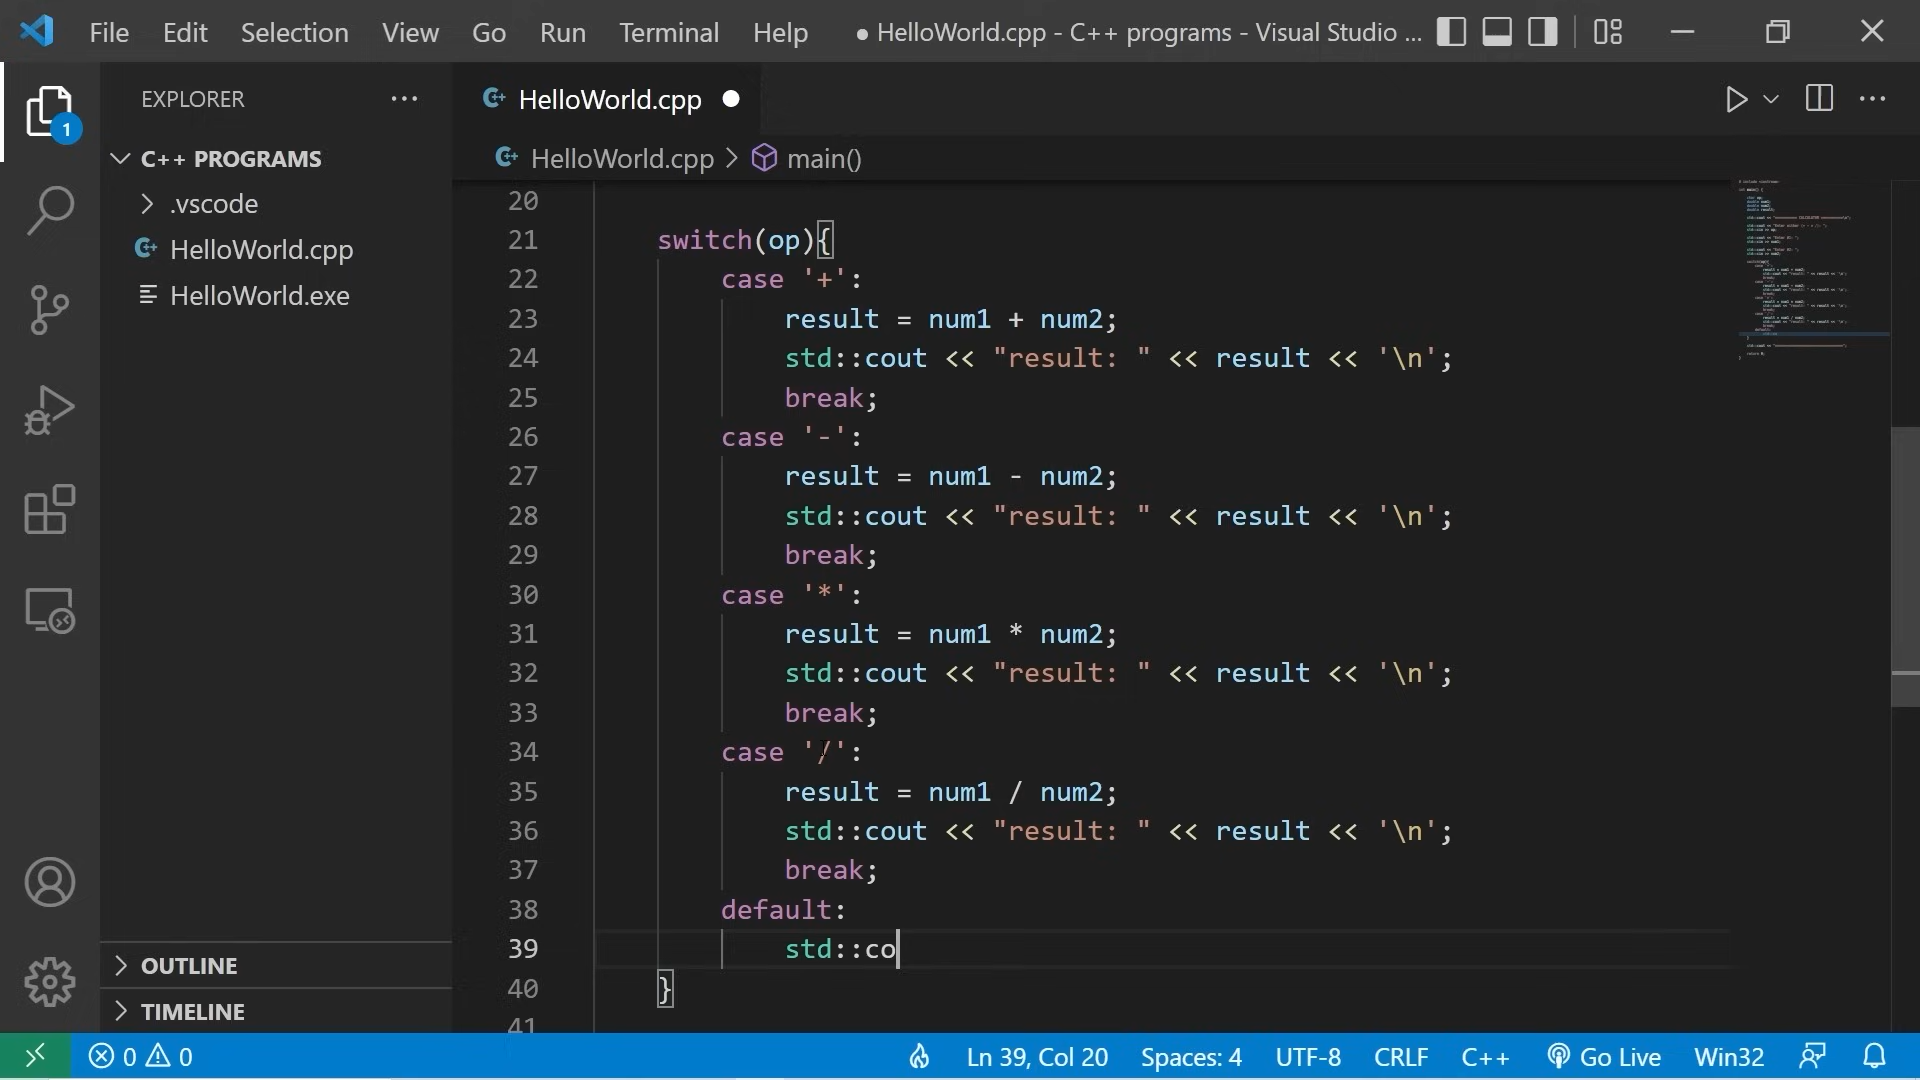 File Edit Selection View Go Run Terminal Help ● HelloWorld.cpp - C++ programs - Visual Studio ...
1
EXPLORER
C++ PROGRAMS
.vscode
HelloWorld.cpp
HelloWorld.exe
OUTLINE
TIMELINE
HelloWorld.cpp
HelloWorld.cpp > main()
20
21 switch(op){
22 case '+':
23 result = num1 + num2;
24 std::cout << "result: " << result << '\n';
25 break;
26 case '-':
27 result = num1 - num2;
28 std::cout << "result: " << result << '\n';
29 break;
30 case '*':
31 result = num1 * num2;
32 std::cout << "result: " << result << '\n';
33 break;
34 case '/':
35 result = num1 / num2;
36 std::cout << "result: " << result << '\n';
37 break;
38 default:
39 std::co
40 }
41
0 0 Ln 39, Col 20 Spaces: 4 UTF-8 CRLF C++ Go Live Win32